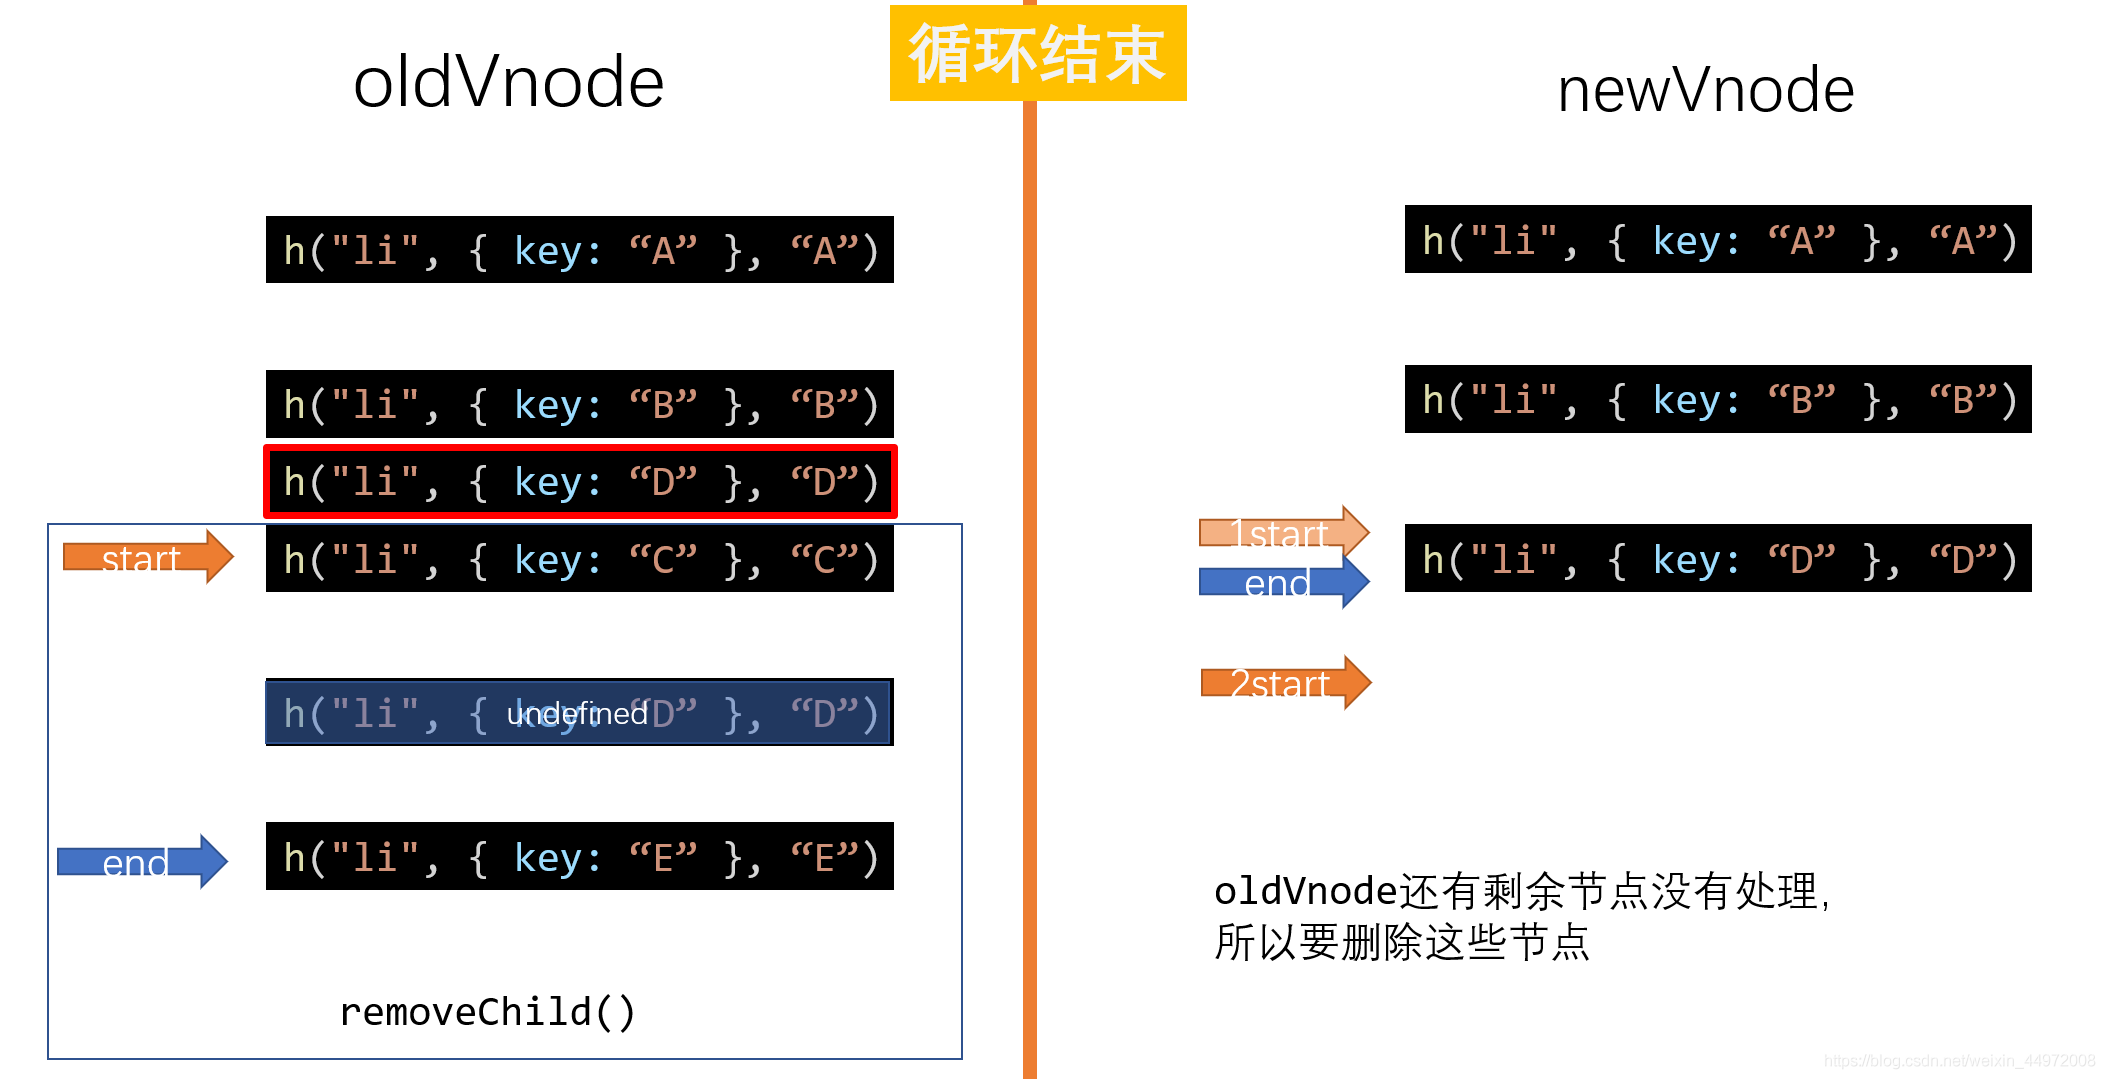 循环结束
oldVnode
h("li", { key: “A” }, “A”)
h("li", { key: “B” }, “B”)
h("li", { key: “D” }, “D”)
start
h("li", { key: “C” }, “C”)
h("li", { key: “D” }, “D”)
undefined
end
h("li", { key: “E” }, “E”)
removeChild()
newVnode
h("li", { key: “A” }, “A”)
h("li", { key: “B” }, “B”)
1start
end
h("li", { key: “D” }, “D”)
2start
oldVnode还有剩余节点没有处理,
所以要删除这些节点
https://blog.csdn.net/weixin_44972008